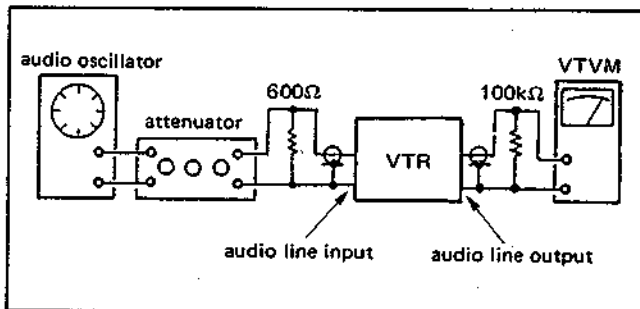 audio oscillator
attenuator
600Ω
VTR
100kΩ
VTVM
audio line input
audio line output